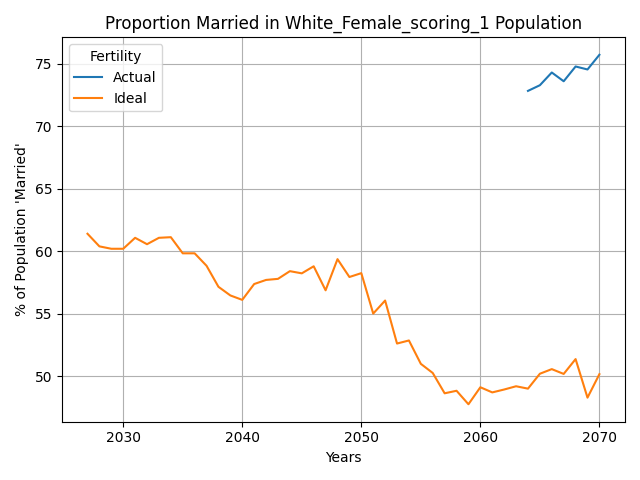 Proportion Married in White_Female_scoring_1 Population
Fertility
Actual
Ideal
% of Population 'Married'
75
70
65
60
55
50
2030
2040
2050
2060
2070
Years